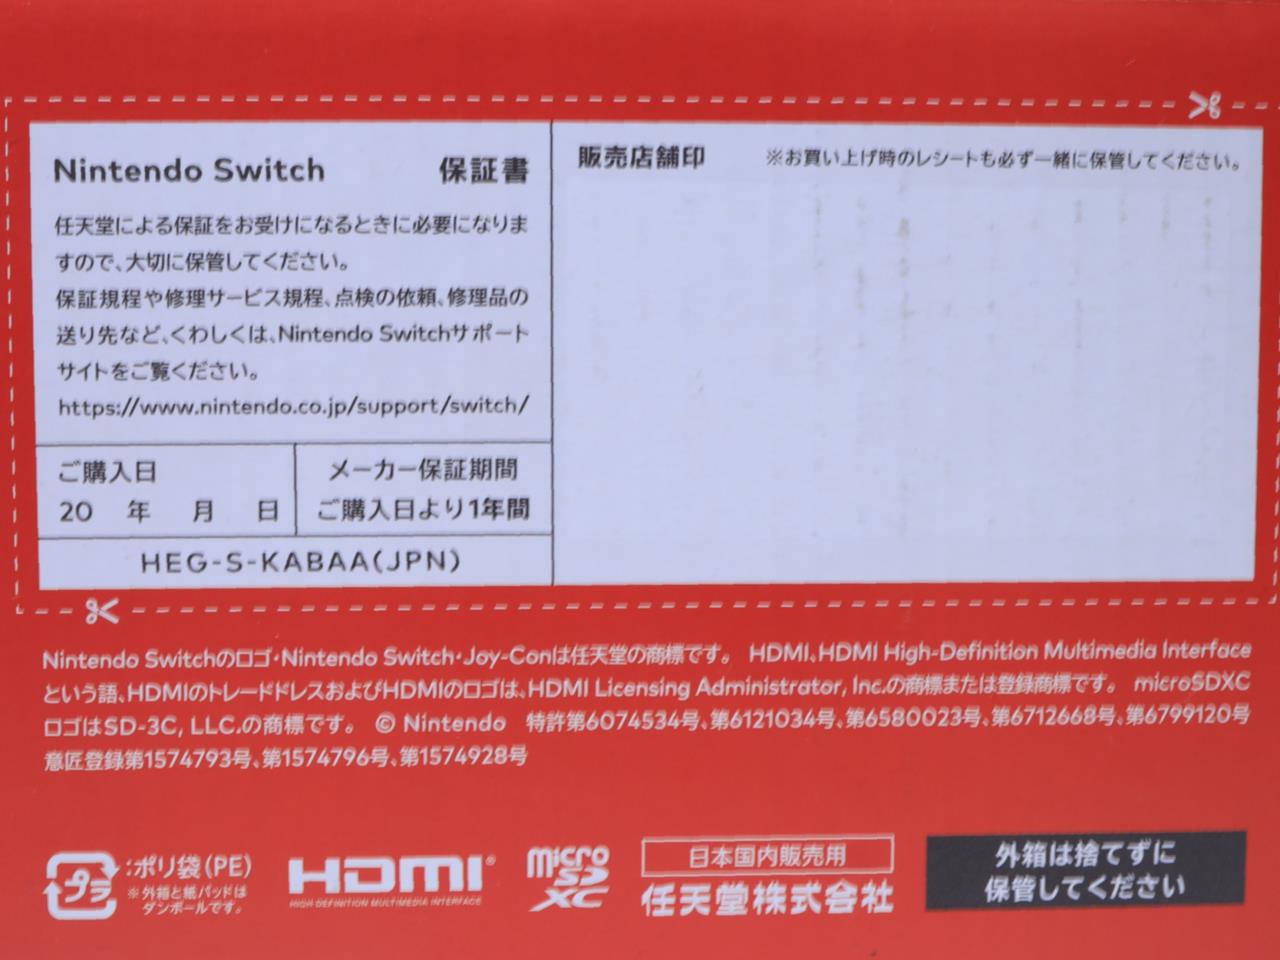 Nintendo Switch 保証書
任天堂による保証をお受けになるときに必要になりま
すので、大切に保管してください。
保証規程や修理サービス規程、点検の依頼、修理品の
送り先など、くわしくは、Nintendo Switchサポート
サイトをご覧ください。
https://www.nintendo.co.jp/support/switch/
ご購入日
20 年 月 日
メーカー保証期間
ご購入日より1年間
HEG-S-KABAA(JPN)
販売店舗印 ※お買い上げ時のレシートも必ず一緒に保管してください。
Nintendo Switchのロゴ・Nintendo Switch・Joy-Conは任天堂の商標です。 HDMI、HDMI High-Definition Multimedia Interface
という語、HDMIのトレードドレスおよびHDMIのロゴは、HDMI Licensing Administrator, Inc.の商標または登録商標です。 microSDXC
ロゴはSD-3C, LLC.の商標です。 © Nintendo 特許第6074534号、第6121034号、第6580023号、第6712668号、第6799120号
意匠登録第1574793号、第1574796号、第1574928号
プラ
:ポリ袋(PE)
※外箱と紙パッドは
ダンボールです。
HDMI®
HIGH-DEFINITION MULTIMEDIA INTERFACE
micro
SD
XC
日本国内販売用
任天堂株式会社
外箱は捨てずに
保管してください